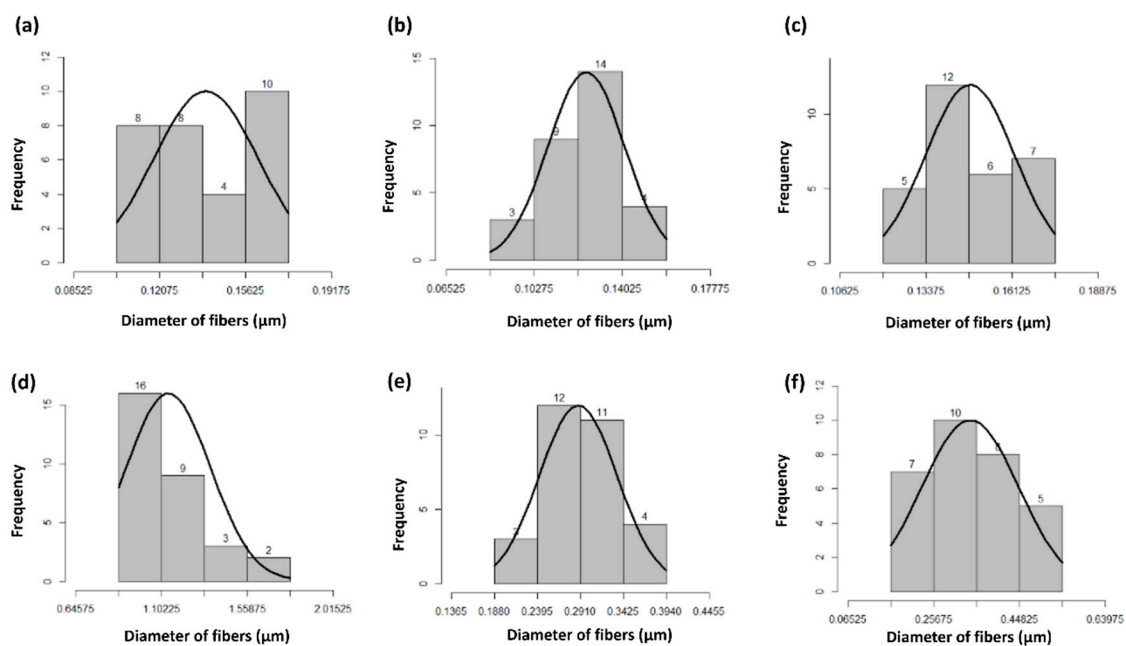 (a)
Frequency
12
10
8
6
4
2
0
8
8
4
10
0.08525 0.12075 0.15625 0.19175
Diameter of fibers (µm)
(b)
Frequency
15
10
5
0
3
9
14
4
0.06525 0.10275 0.14025 0.17775
Diameter of fibers (µm)
(c)
Frequency
10
5
0
5
12
6
7
0.10625 0.13375 0.16125 0.18875
Diameter of fibers (µm)
(d)
Frequency
15
10
5
0
16
9
3
2
0.64575 1.10225 1.55875 2.01525
Diameter of fibers (µm)
(e)
Frequency
10
5
0
3
12
11
4
0.1365 0.1880 0.2395 0.2910 0.3425 0.3940 0.4455
Diameter of fibers (µm)
(f)
Frequency
12
10
8
6
4
2
0
7
10
8
5
0.06525 0.25675 0.44825 0.63975
Diameter of fibers (µm)